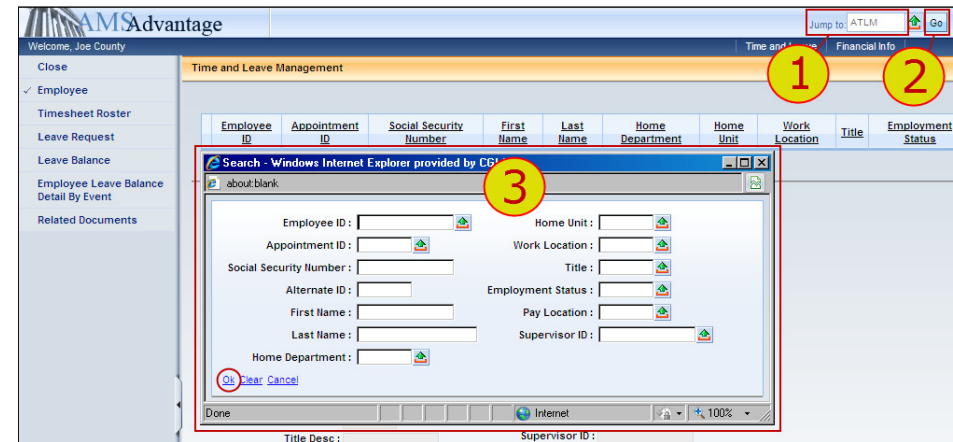 AMSAdvantage
Jump to: ATLM Go
Welcome, Joe County
Time and Leave Financial Info
1
2
Close
Employee
Timesheet Roster
Leave Request
Leave Balance
Employee Leave Balance
Detail By Event
Related Documents
Time and Leave Management
Employee Appointment Social Security First Last Home Home Work Title Employment
ID ID Number Name Name Department Unit Location Status
Search - Windows Internet Explorer provided by CGI
3
about:blank
Employee ID : Home Unit :
Appointment ID : Work Location :
Social Security Number : Title :
Alternate ID : Employment Status :
First Name : Pay Location :
Last Name : Supervisor ID :
Home Department :
Ok Clear Cancel
Done Internet 100%
Title Desc : Supervisor ID :